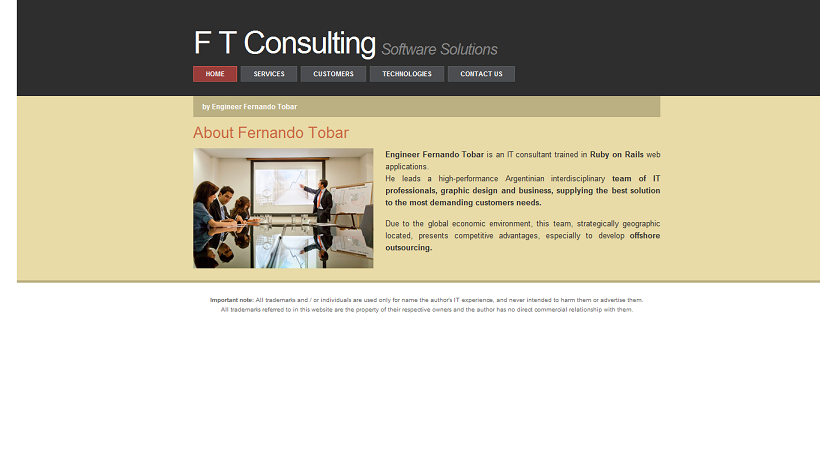 F T Consulting Software Solutions
HOME SERVICES CUSTOMERS TECHNOLOGIES CONTACT US
by Engineer Fernando Tobar
About Fernando Tobar
Engineer Fernando Tobar is an IT consultant trained in Ruby on Rails web
applications.
He leads a high-performance Argentinian interdisciplinary team of IT
professionals, graphic design and business, supplying the best solution
to the most demanding customers needs.
Due to the global economic environment, this team, strategically geographic
located, presents competitive advantages, especially to develop offshore
outsourcing.
Important note: All trademarks and / or individuals are used only for name the author's IT experience, and never intended to harm them or advertise them.
All trademarks referred to in this website are the property of their respective owners and the author has no direct commercial relationship with them.